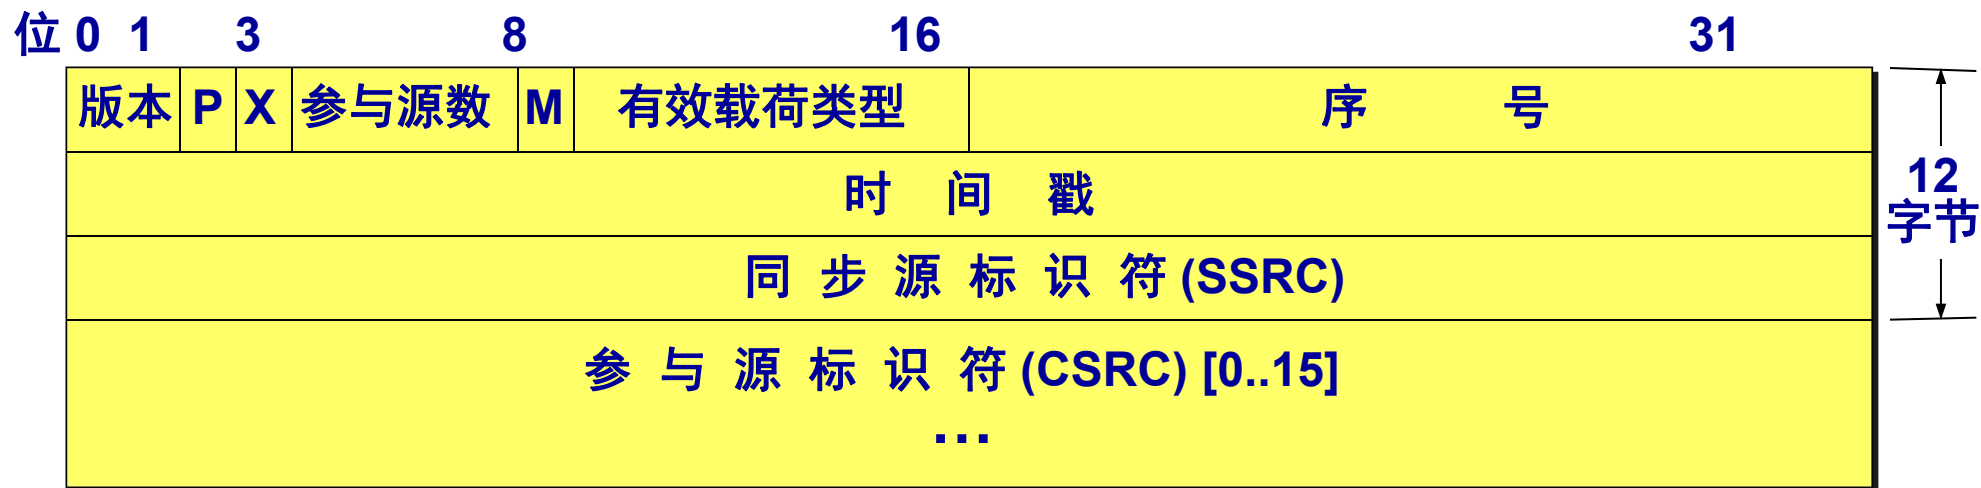 位 0 1 3 8 16 31
版本 P X 参与源数 M 有效载荷类型 序 号
时 间 戳
12
字节
同 步 源 标 识 符 (SSRC)
参 与 源 标 识 符 (CSRC) [0..15]
…